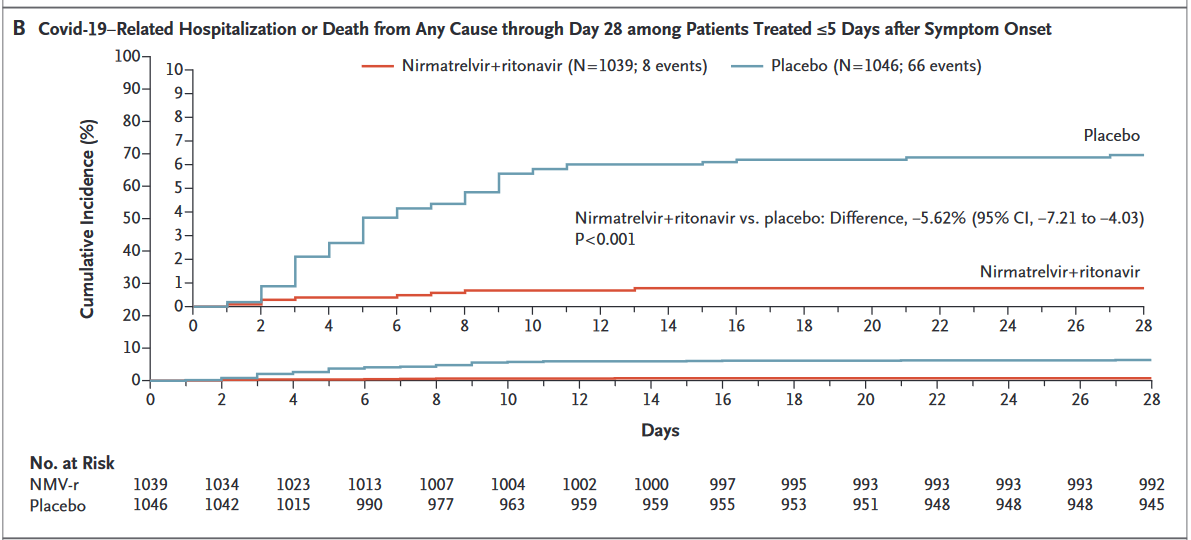 B Covid-19–Related Hospitalization or Death from Any Cause through Day 28 among Patients Treated ≤5 Days after Symptom Onset
Cumulative Incidence (%)
100
90
80
70
60
50
40
30
20
10
0
10
9
8
7
6
5
4
3
2
1
0
Nirmatrelvir+ritonavir (N=1039; 8 events) Placebo (N=1046; 66 events)
Placebo
Nirmatrelvir+ritonavir vs. placebo: Difference, −5.62% (95% CI, −7.21 to −4.03)
P<0.001
Nirmatrelvir+ritonavir
0 2 4 6 8 10 12 14 16 18 20 22 24 26 28
0 2 4 6 8 10 12 14 16 18 20 22 24 26 28
Days
No. at Risk
NMV-r 1039 1034 1023 1013 1007 1004 1002 1000 997 995 993 993 993 993 992
Placebo 1046 1042 1015 990 977 963 959 959 955 953 951 948 948 948 945